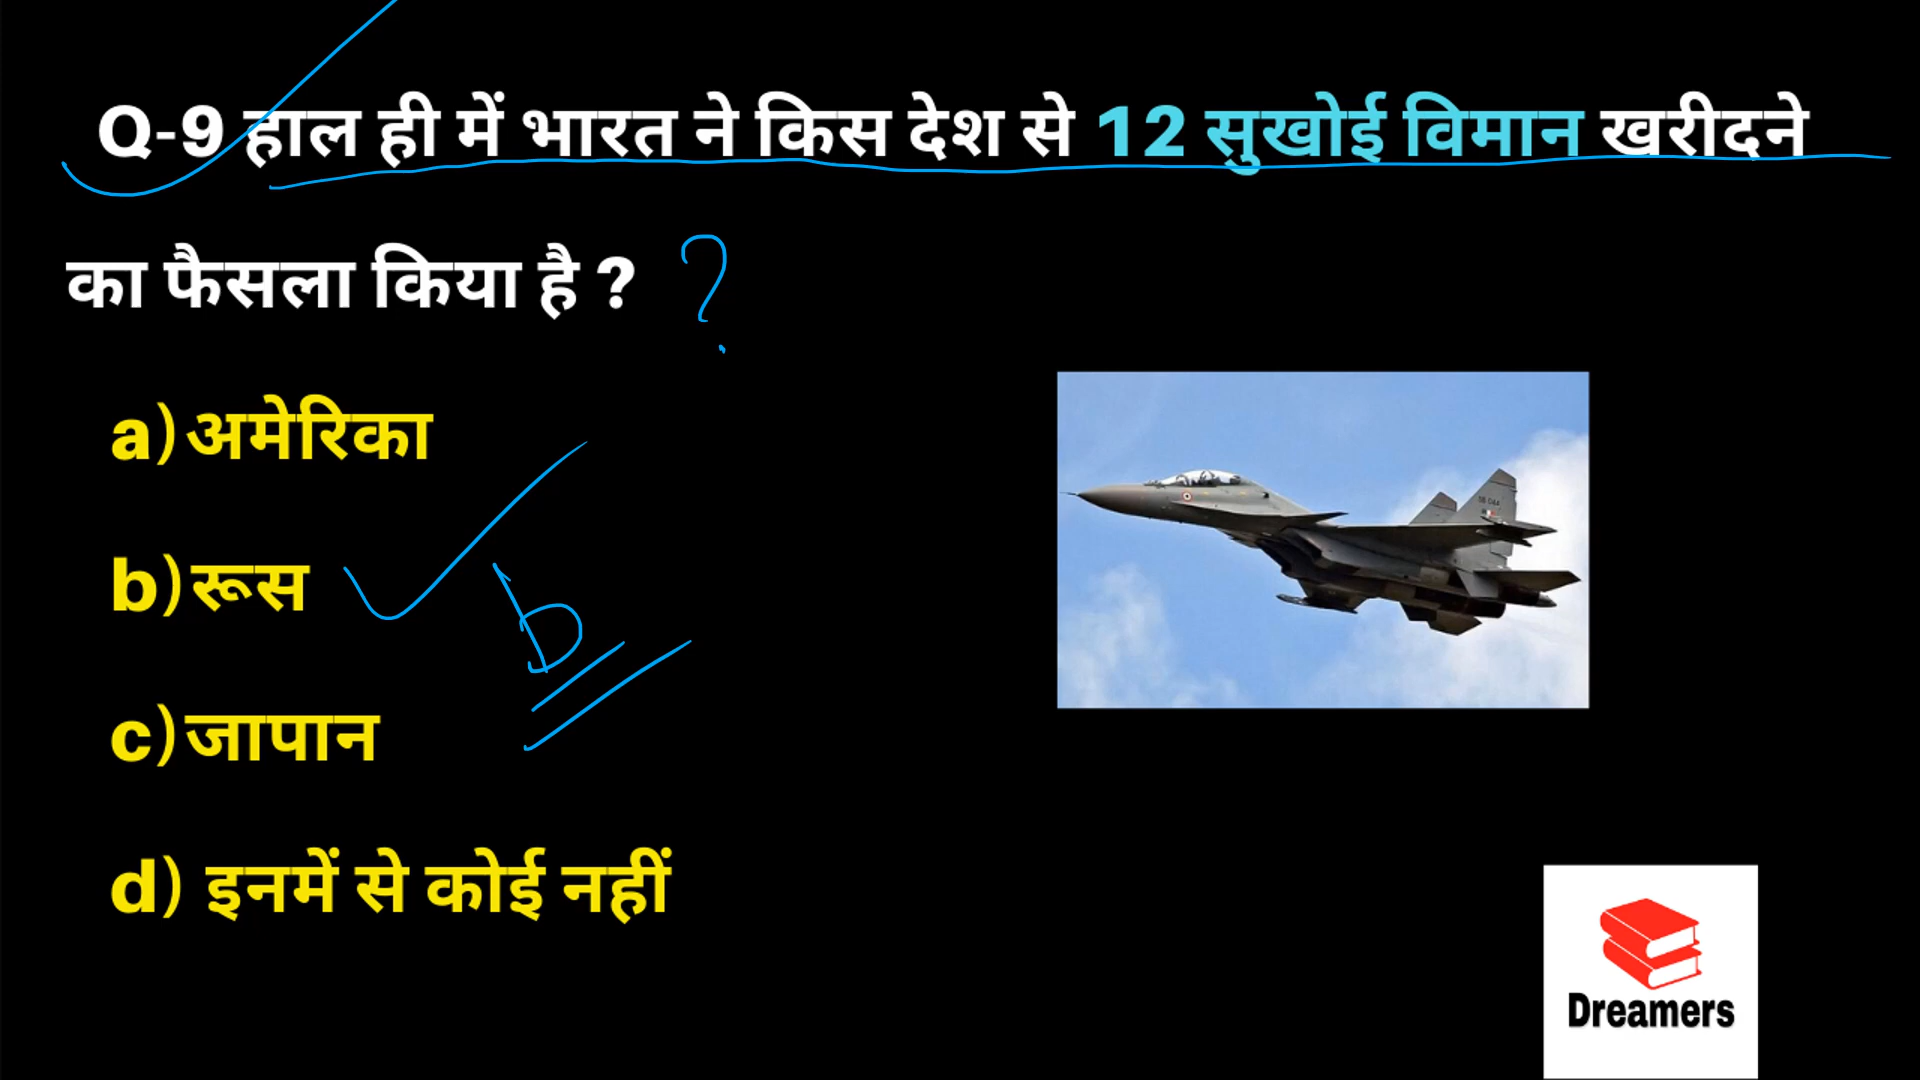 Q-9 हाल ही में भारत ने किस देश से 12 सुखोई विमान खरीदने
का फैसला किया है ? ?
a) अमेरिका
b) रूस
b
c) जापान
d) इनमें से कोई नहीं
Dreamers